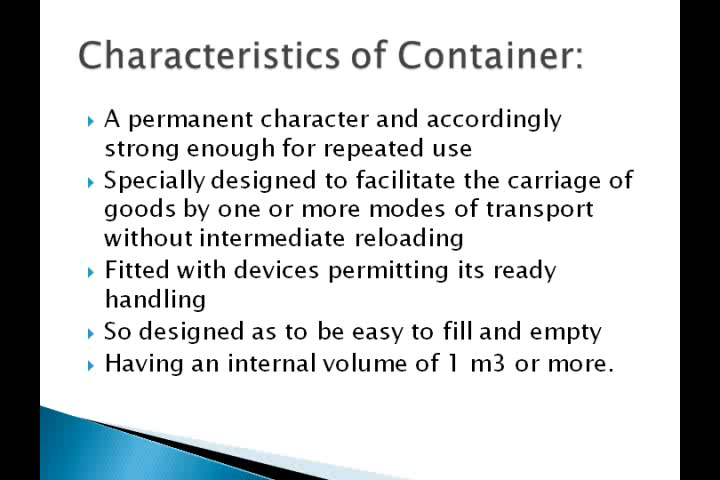 Characteristics of Container:
A permanent character and accordingly
strong enough for repeated use
Specially designed to facilitate the carriage of
goods by one or more modes of transport
without intermediate reloading
Fitted with devices permitting its ready
handling
So designed as to be easy to fill and empty
Having an internal volume of 1 m3 or more.